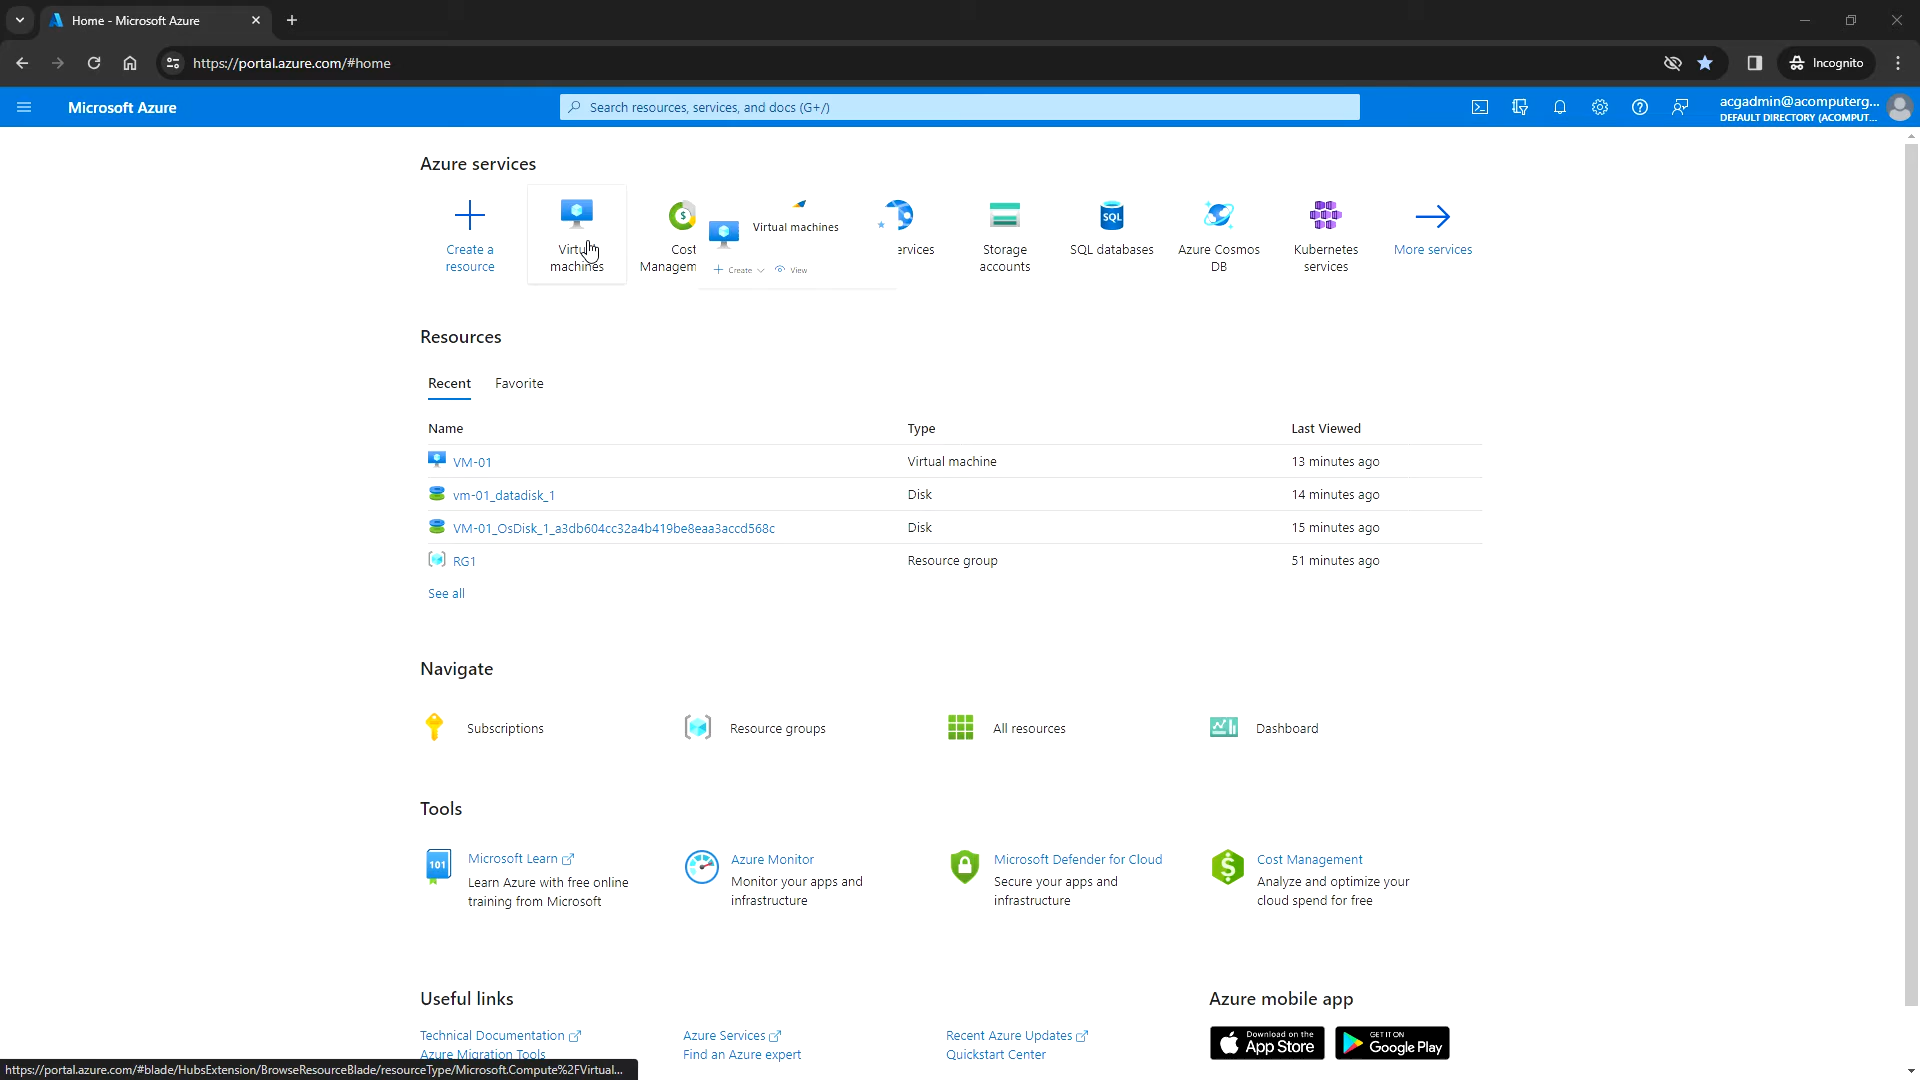 Home - Microsoft Azure
https://portal.azure.com/#home
Incognito
Microsoft Azure
Search resources, services, and docs (G+/)
acgadmin@acomputerg...
DEFAULT DIRECTORY (ACOMPUT...
Azure services
Create a
resource
Virtual
machines
Cost
Managem
Virtual machines
Create
View
ervices
Storage
accounts
SQL
SQL databases
Azure Cosmos
DB
Kubernetes
services
More services
Resources
Recent
Favorite
Name
Type
Last Viewed
VM-01
Virtual machine
13 minutes ago
vm-01_datadisk_1
Disk
14 minutes ago
VM-01_OsDisk_1_a3db604cc32a4b419be8eaa3accd568c
Disk
15 minutes ago
RG1
Resource group
51 minutes ago
See all
Navigate
Subscriptions
Resource groups
All resources
Dashboard
Tools
101
Microsoft Learn
Learn Azure with free online
training from Microsoft
Azure Monitor
Monitor your apps and
infrastructure
Microsoft Defender for Cloud
Secure your apps and
infrastructure
Cost Management
Analyze and optimize your
cloud spend for free
Useful links
Azure mobile app
Technical Documentation
Azure Services
Recent Azure Updates
Azure Migration Tools
Find an Azure expert
Quickstart Center
Download on the
App Store
GET IT ON
Google Play
https://portal.azure.com/#blade/HubsExtension/BrowseResourceBlade/resourceType/Microsoft.Compute%2FVirtual...